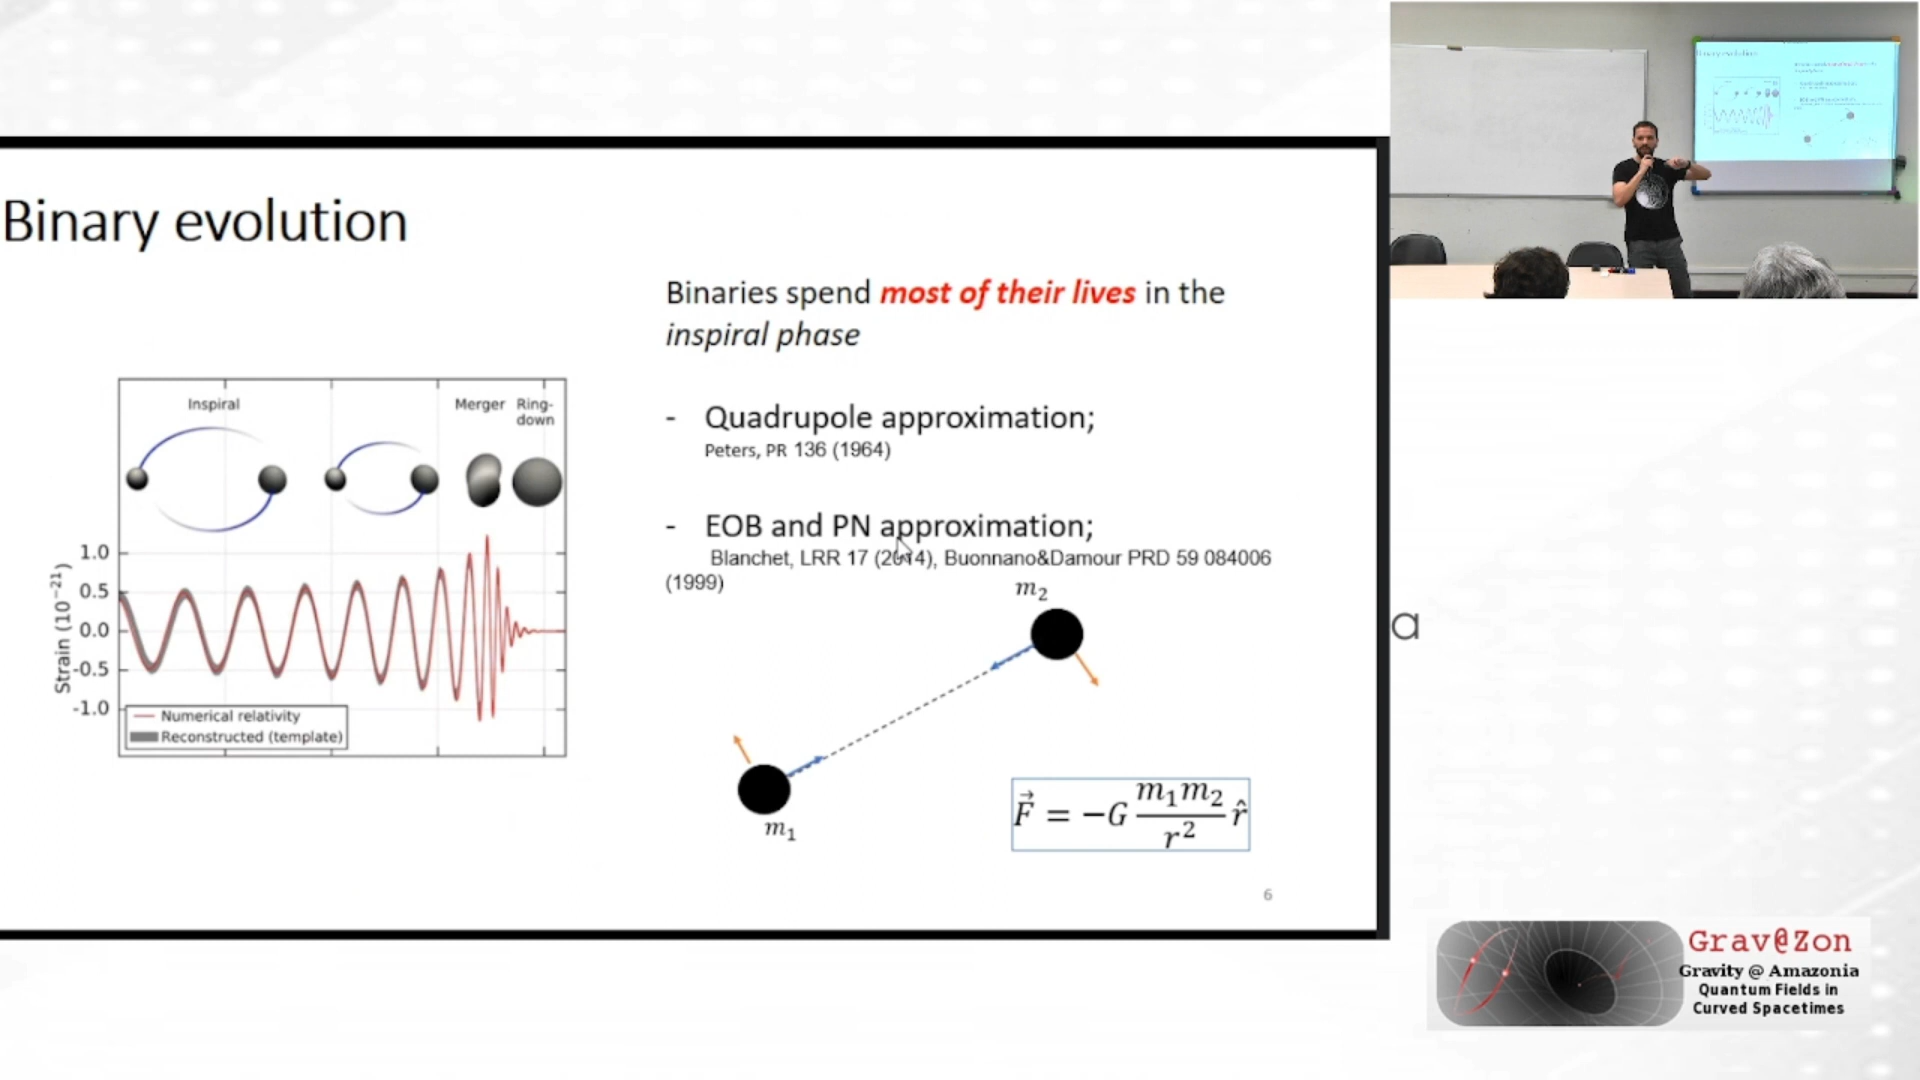 Binary evolution
Binaries spend most of their lives in the
inspiral phase
- Quadrupole approximation;
Peters, PR 136 (1964)
- EOB and PN approximation;
Blanchet, LRR 17 (2014), Buonnano&Damour PRD 59 084006
(1999)
Inspiral
Merger
Ring-
down
1.0
0.5
0.0
-0.5
-1.0
Strain (10⁻²¹)
Numerical relativity
Reconstructed (template)
m₂
m₁
F⃗ = −G m₁m₂/r² r̂
6
a
Grav@Zon
Gravity @ Amazonia
Quantum Fields in
Curved Spacetimes